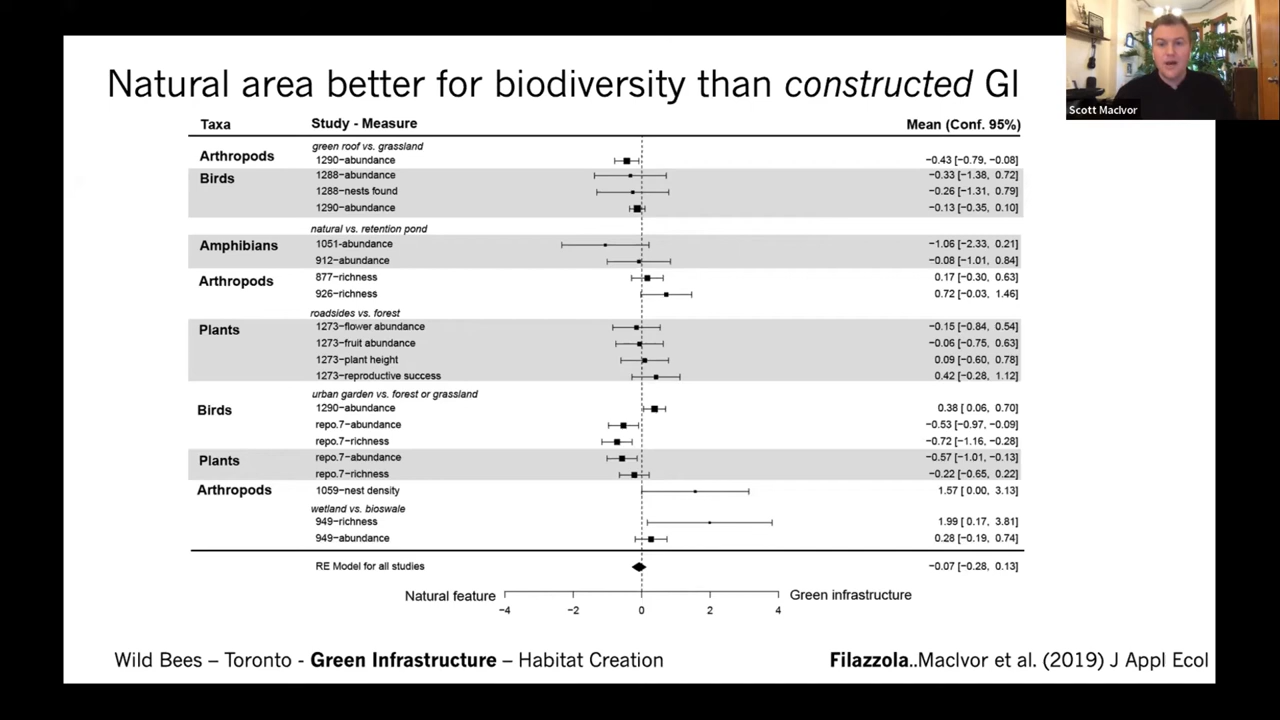 Natural area better for biodiversity than constructed GI
Scott MacIvor
Taxa Study - Measure Mean (Conf. 95%)
green roof vs. grassland
Arthropods 1290−abundance −0.43 [−0.79, −0.08]
Birds 1288−abundance −0.33 [−1.38, 0.72]
1288−nests found −0.26 [−1.31, 0.79]
1290−abundance −0.13 [−0.35, 0.10]
natural vs. retention pond
Amphibians 1051-abundance −1.06 [−2.33, 0.21]
912−abundance −0.08 [−1.01, 0.84]
Arthropods 877−richness 0.17 [−0.30, 0.63]
926−richness 0.72 [−0.03, 1.46]
roadsides vs. forest
Plants 1273−flower abundance −0.15 [−0.84, 0.54]
1273−fruit abundance −0.06 [−0.75, 0.63]
1273−plant height 0.09 [−0.60, 0.78]
1273−reproductive success 0.42 [−0.28, 1.12]
urban garden vs. forest or grassland
Birds 1290−abundance 0.38 [ 0.06, 0.70]
repo.7−abundance −0.53 [−0.97, −0.09]
repo.7−richness −0.72 [−1.16, −0.28]
Plants repo.7−abundance −0.57 [−1.01, −0.13]
repo.7−richness −0.22 [−0.65, 0.22]
Arthropods 1059−nest density 1.57 [ 0.00, 3.13]
wetland vs. bioswale
949−richness 1.99 [ 0.17, 3.81]
949−abundance 0.28 [−0.19, 0.74]
RE Model for all studies −0.07 [−0.28, 0.13]
Natural feature Green infrastructure
−4 −2 0 2 4
Wild Bees – Toronto - Green Infrastructure – Habitat Creation
Filazzola..MacIvor et al. (2019) J Appl Ecol